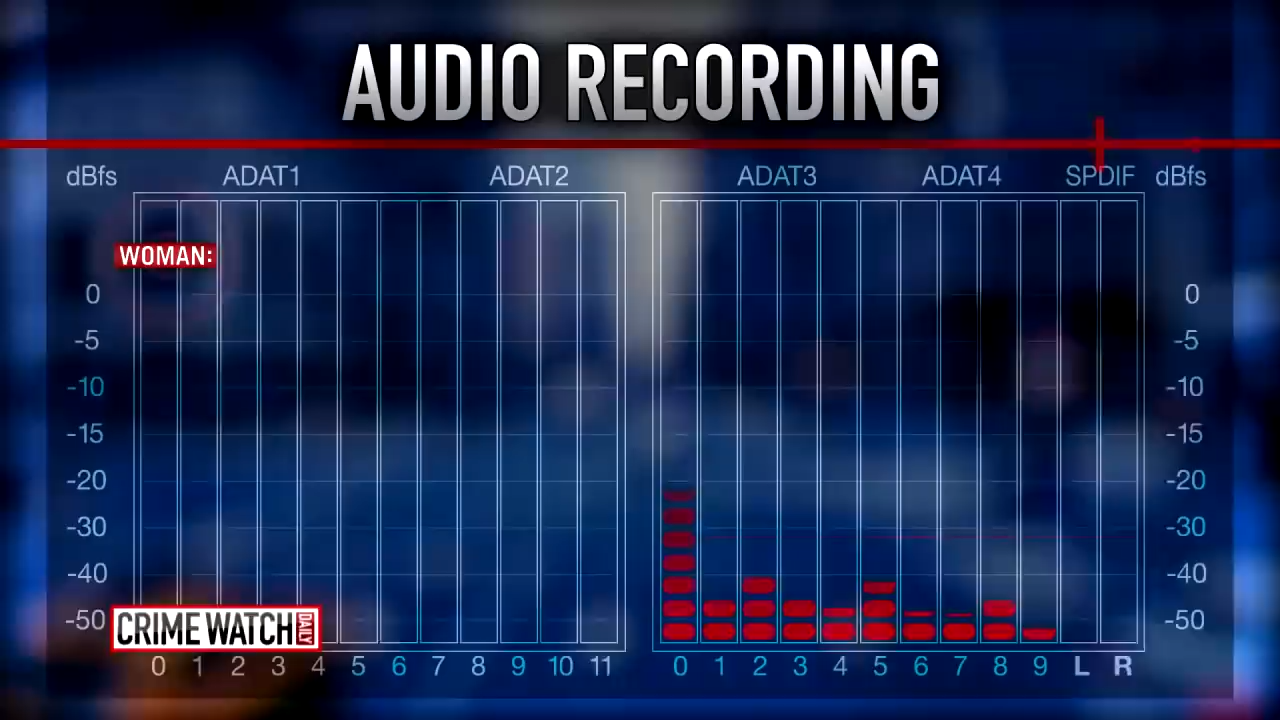 AUDIO RECORDING
dBfs ADAT1 ADAT2 ADAT3 ADAT4 SPDIF dBfs
WOMAN:
0 0
-5 -5
-10 -10
-15 -15
-20 -20
-30 -30
-40 -40
-50 CRIME WATCH DAILY -50
0 1 2 3 4 5 6 7 8 9 10 11 0 1 2 3 4 5 6 7 8 9 L R